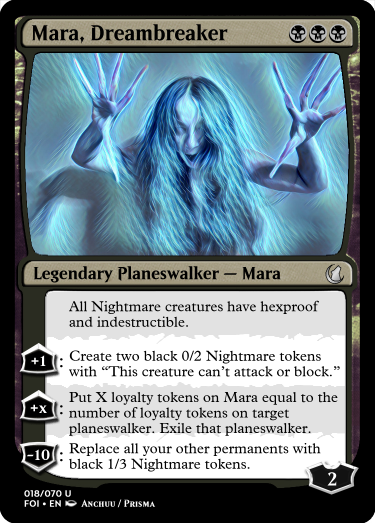 Mara, Dreambreaker
Legendary Planeswalker — Mara
All Nightmare creatures have hexproof
and indestructible.
+1: Create two black 0/2 Nightmare tokens
with “This creature can’t attack or block.”
+x: Put X loyalty tokens on Mara equal to the
number of loyalty tokens on target
planeswalker. Exile that planeswalker.
-10: Replace all your other permanents with
black 1/3 Nightmare tokens.
2
018/070 U
FOI • EN Anchuu / Prisma